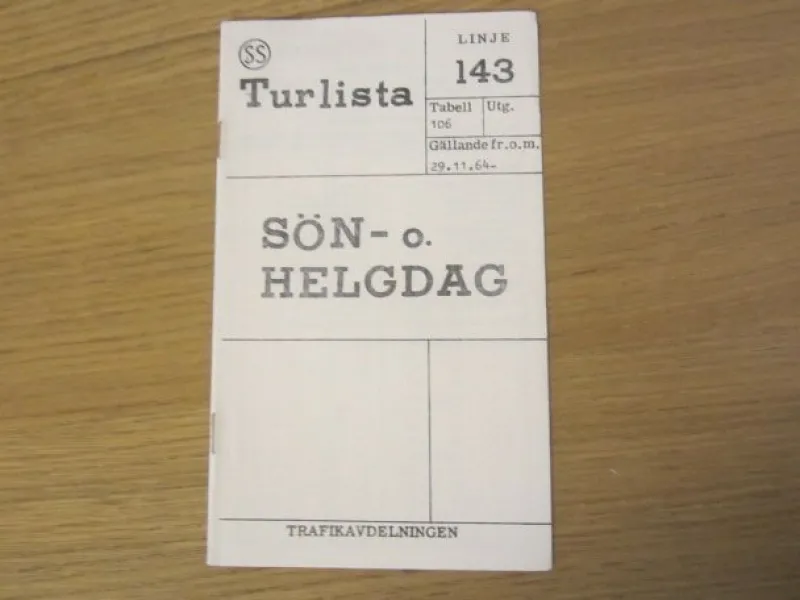 SS
Turlista
LINJE
143
Tabell Utg.
106
Gällande fr.o.m.
29.11.64-
SÖN- o.
HELGDAG
TRAFIKAVDELNINGEN